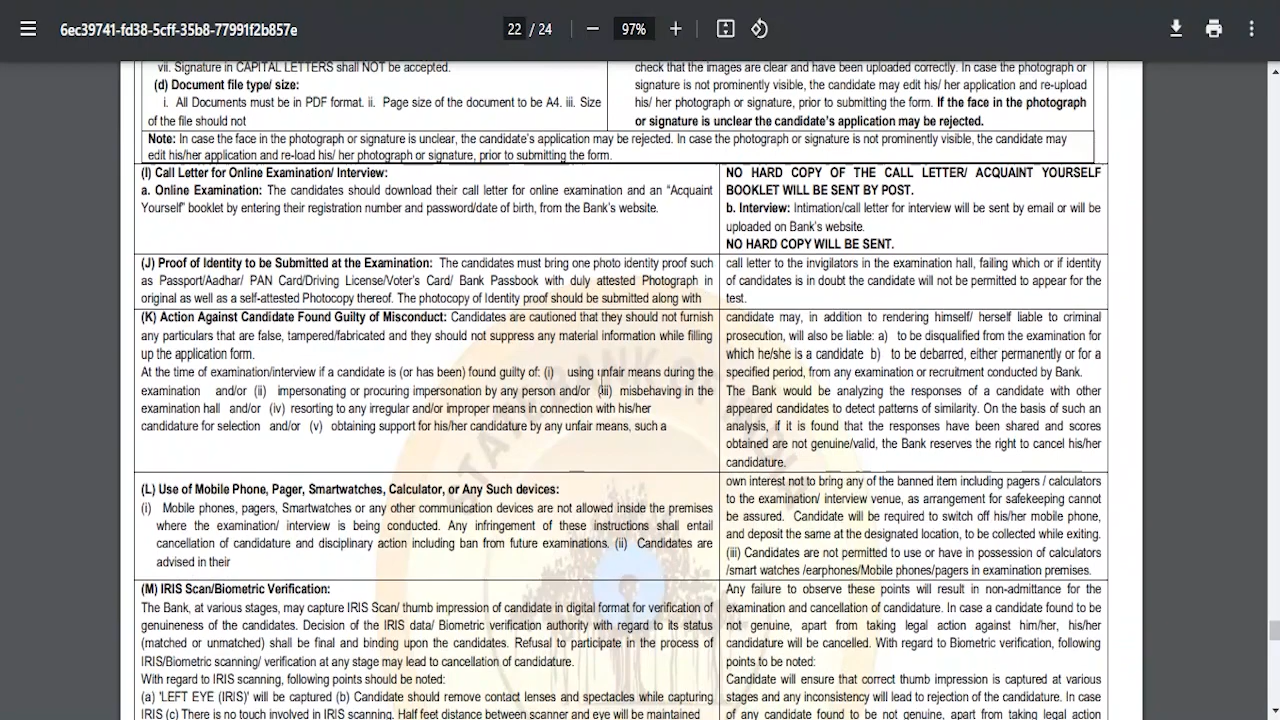 6ec39741-fd38-5cff-35b8-77991f2b857e
22 / 24
97%
vii. Signature in CAPITAL LETTERS shall NOT be accepted.
(d) Document file type/ size:
i. All Documents must be in PDF format. ii. Page size of the document to be A4. iii. Size
of the file should not
check that the images are clear and have been uploaded correctly. In case the photograph or
signature is not prominently visible, the candidate may edit his/ her application and re-upload
his/ her photograph or signature, prior to submitting the form. If the face in the photograph
or signature is unclear the candidate's application may be rejected.
Note: In case the face in the photograph or signature is unclear, the candidate's application may be rejected. In case the photograph or signature is not prominently visible, the candidate may
edit his/her application and re-load his/ her photograph or signature, prior to submitting the form.
(I) Call Letter for Online Examination/ Interview:
a. Online Examination: The candidates should download their call letter for online examination and an "Acquaint
Yourself" booklet by entering their registration number and password/date of birth, from the Bank's website.
NO HARD COPY OF THE CALL LETTER/ ACQUAINT YOURSELF
BOOKLET WILL BE SENT BY POST.
b. Interview: Intimation/call letter for interview will be sent by email or will be
uploaded on Bank's website.
NO HARD COPY WILL BE SENT.
(J) Proof of Identity to be Submitted at the Examination: The candidates must bring one photo identity proof such
as Passport/Aadhar/ PAN Card/Driving License/Voter's Card/ Bank Passbook with duly attested Photograph in
original as well as a self-attested Photocopy thereof. The photocopy of Identity proof should be submitted along with
call letter to the invigilators in the examination hall, failing which or if identity
of candidates is in doubt the candidate will not be permitted to appear for the
test.
(K) Action Against Candidate Found Guilty of Misconduct: Candidates are cautioned that they should not furnish
any particulars that are false, tampered/fabricated and they should not suppress any material information while filling
up the application form.
At the time of examination/interview if a candidate is (or has been) found guilty of: (i) using unfair means during the
examination and/or (ii) impersonating or procuring impersonation by any person and/or (iii) misbehaving in the
examination hall and/or (iv) resorting to any irregular and/or improper means in connection with his/her
candidature for selection and/or (v) obtaining support for his/her candidature by any unfair means, such a
candidate may, in addition to rendering himself/ herself liable to criminal
prosecution, will also be liable: a) to be disqualified from the examination for
which he/she is a candidate b) to be debarred, either permanently or for a
specified period, from any examination or recruitment conducted by Bank.
The Bank would be analyzing the responses of a candidate with other
appeared candidates to detect patterns of similarity. On the basis of such an
analysis, if it is found that the responses have been shared and scores
obtained are not genuine/valid, the Bank reserves the right to cancel his/her
candidature.
(L) Use of Mobile Phone, Pager, Smartwatches, Calculator, or Any Such devices:
(i) Mobile phones, pagers, Smartwatches or any other communication devices are not allowed inside the premises
where the examination/ interview is being conducted. Any infringement of these instructions shall entail
cancellation of candidature and disciplinary action including ban from future examinations. (ii) Candidates are
advised in their
own interest not to bring any of the banned item including pagers / calculators
to the examination/ interview venue, as arrangement for safekeeping cannot
be assured. Candidate will be required to switch off his/her mobile phone,
and deposit the same at the designated location, to be collected while exiting.
(iii) Candidates are not permitted to use or have in possession of calculators
/smart watches /earphones/Mobile phones/pagers in examination premises.
(M) IRIS Scan/Biometric Verification:
The Bank, at various stages, may capture IRIS Scan/ thumb impression of candidate in digital format for verification of
genuineness of the candidates. Decision of the IRIS data/ Biometric verification authority with regard to its status
(matched or unmatched) shall be final and binding upon the candidates. Refusal to participate in the process of
IRIS/Biometric scanning/ verification at any stage may lead to cancellation of candidature.
With regard to IRIS scanning, following points should be noted:
(a) 'LEFT EYE (IRIS)' will be captured (b) Candidate should remove contact lenses and spectacles while capturing
IRIS (c) There is no touch involved in IRIS scanning. Half feet distance between scanner and eye will be maintained
Any failure to observe these points will result in non-admittance for the
examination and cancellation of candidature. In case a candidate found to be
not genuine, apart from taking legal action against him/her, his/her
candidature will be cancelled. With regard to Biometric verification, following
points to be noted:
Candidate will ensure that correct thumb impression is captured at various
stages and any inconsistency will lead to rejection of the candidature. In case
of any candidate found to be not genuine, apart from taking legal action